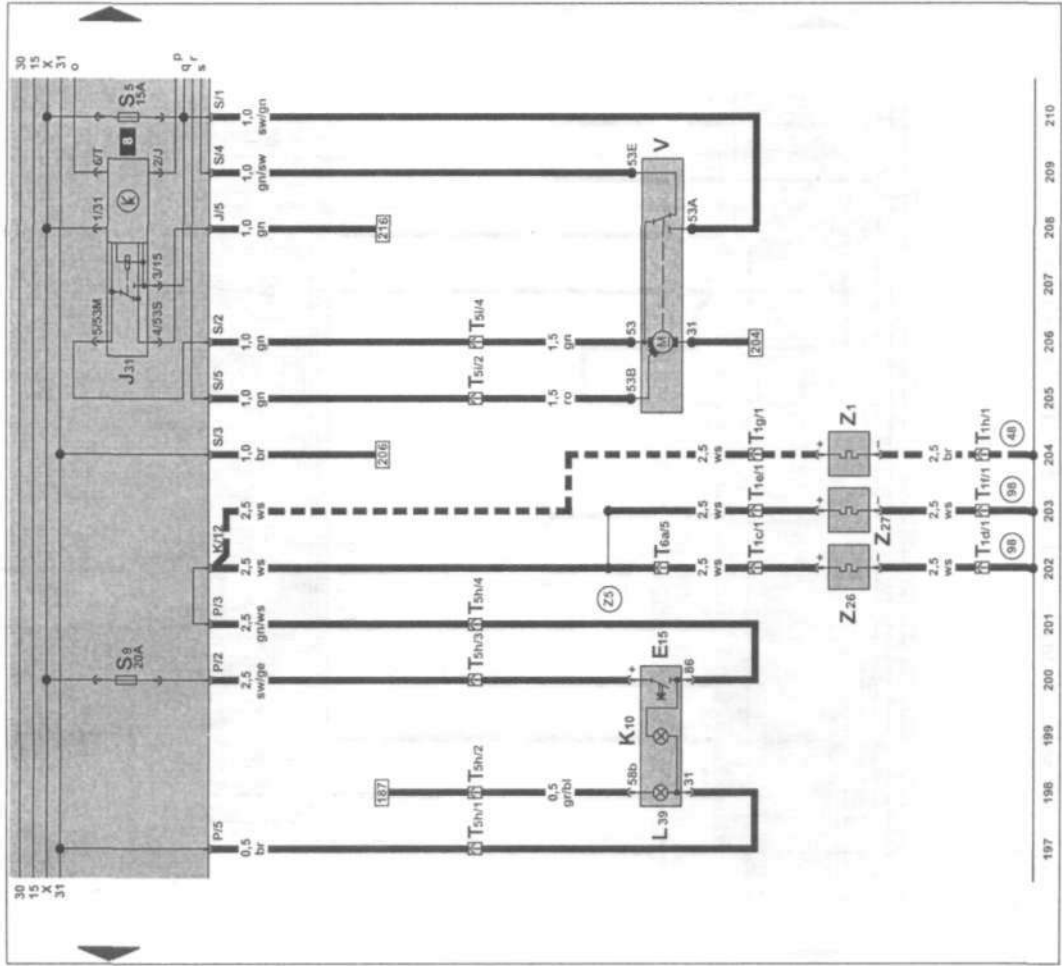 30
15
X
31
30
15
X
31
o
q p
r
s
S5
15A
8
6/T
2/J
K
1/31
3/15
5/53M
4/53S
J31
S9
20A
P/5
P/2
P/3
K/12
S/3
S/5
S/2
J/5
S/4
S/1
0,5
br
2,5
sw/ge
2,5
gn/ws
2,5
ws
2,5
ws
1,0
br
1,0
gn
1,0
gn
1,0
gn
1,0
gn/sw
1,0
sw/gn
187
206
216
T5h/1
T5h/2
T5h/3
T5h/4
T5i/2
T5i/4
0,5
gr/bl
1,5
ro
1,5
gn
Z5
T6a/5
2,5
ws
2,5
ws
2,5
ws
T1c/1
T1e/1
T1g/1
58b
31
L39
K10
+
E15
86
53B
53
31
53E
53A
M
V
204
+
+
+
Z26
Z27
Z1
2,5
ws
2,5
ws
2,5
br
T1d/1
T1f/1
T1h/1
98
98
48
197
198
199
200
201
202
203
204
205
206
207
208
209
210